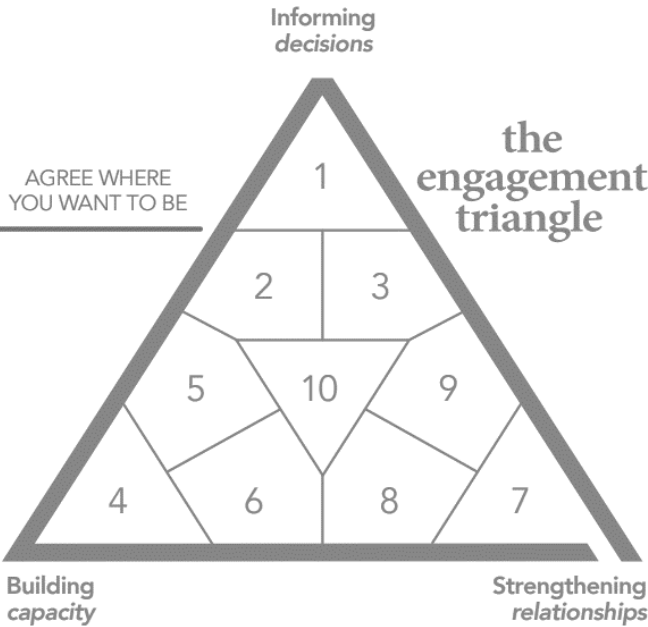 Informing
decisions
the
engagement
triangle
AGREE WHERE
YOU WANT TO BE
1
2
3
5
10
9
4
6
8
7
Building
capacity
Strengthening
relationships